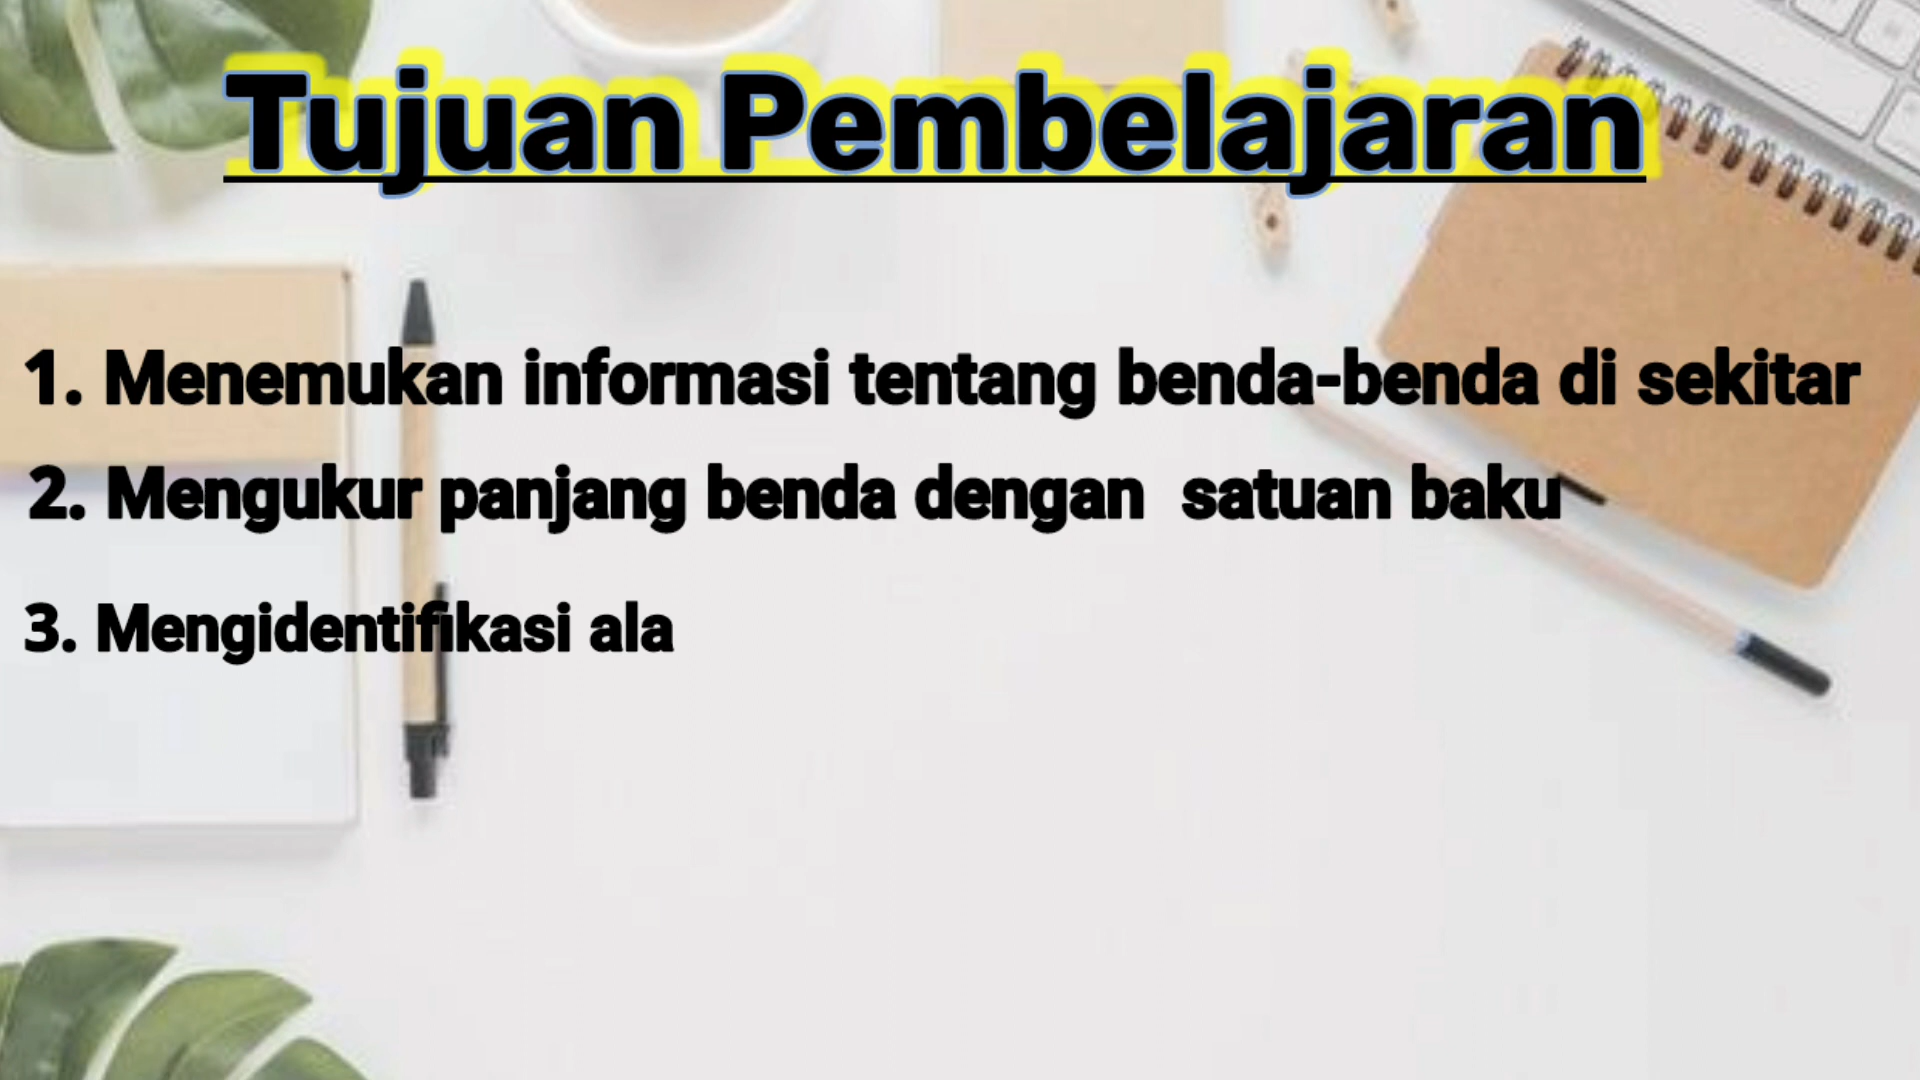 Tujuan Pembelajaran
1. Menemukan informasi tentang benda-benda di sekitar
2. Mengukur panjang benda dengan satuan baku
3. Mengidentifikasi ala